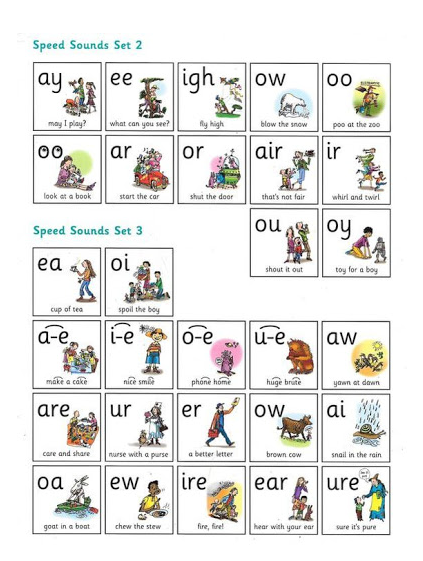 Speed Sounds Set 2
ay ee igh ow oo
may I play? what can you see? fly high blow the snow poo at the zoo
oo ar or air ir
look at a book start the car shut the door that's not fair whirl and twirl
ou oy
shout it out toy for a boy
Speed Sounds Set 3
ea oi
cup of tea spoil the boy
a-e i-e o-e u-e aw
make a cake nice smile phone home huge brute yawn at dawn
are ur er ow ai
care and share nurse with a purse a better letter brown cow snail in the rain
oa ew ire ear ure
goat in a boat chew the stew fire, fire! hear with your ear sure it's pure